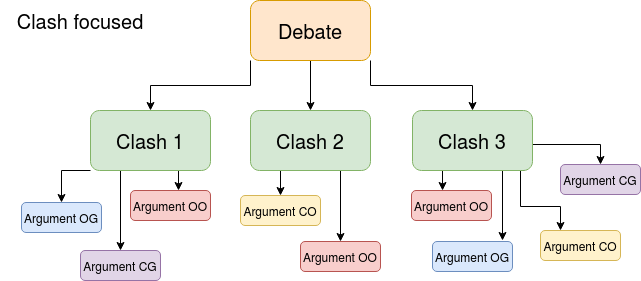 Clash focused
Debate
Clash 1
Clash 2
Clash 3
Argument OG
Argument CG
Argument OO
Argument CO
Argument OO
Argument OO
Argument OG
Argument CO
Argument CG